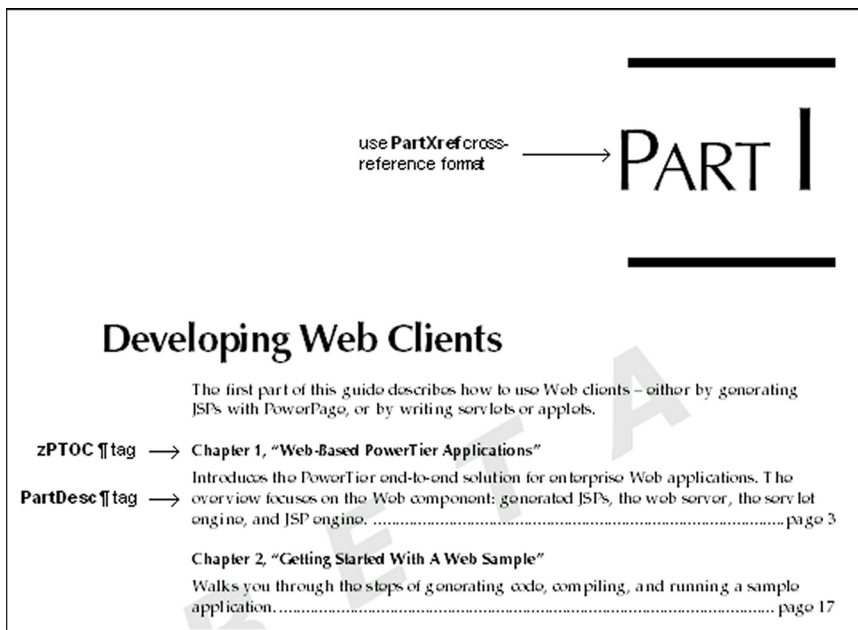 use PartXref cross-
reference format
PART I
Developing Web Clients
The first part of this guide describes how to use Web clients – either by generating
JSPs with PowerPage, or by writing servlets or applets.
zPTOC ¶ tag
Chapter 1, “Web-Based PowerTier Applications”
Introduces the PowerTier end-to-end solution for enterprise Web applications. The
PartDesc ¶ tag
overview focuses on the Web component: generated JSPs, the web server, the servlet
engine, and JSP engine. ........................................................................................ page 3
Chapter 2, “Getting Started With A Web Sample”
Walks you through the steps of generating code, compiling, and running a sample
application. ........................................................................................................ page 17
BETA